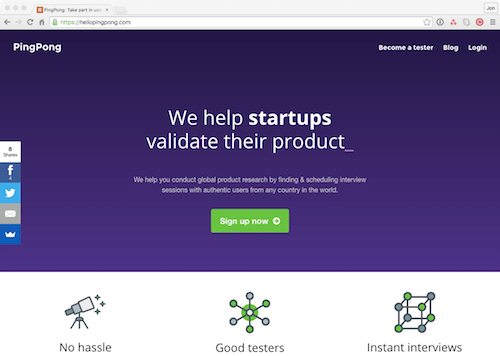 PingPong: Take part in user
Jon
https://hellopingpong.com
PingPong
Become a tester Blog Login
We help startups
validate their product_
We help you conduct global product research by finding & scheduling interview
sessions with authentic users from any country in the world.
Sign up now
8
Shares
4
No hassle
Good testers
Instant interviews